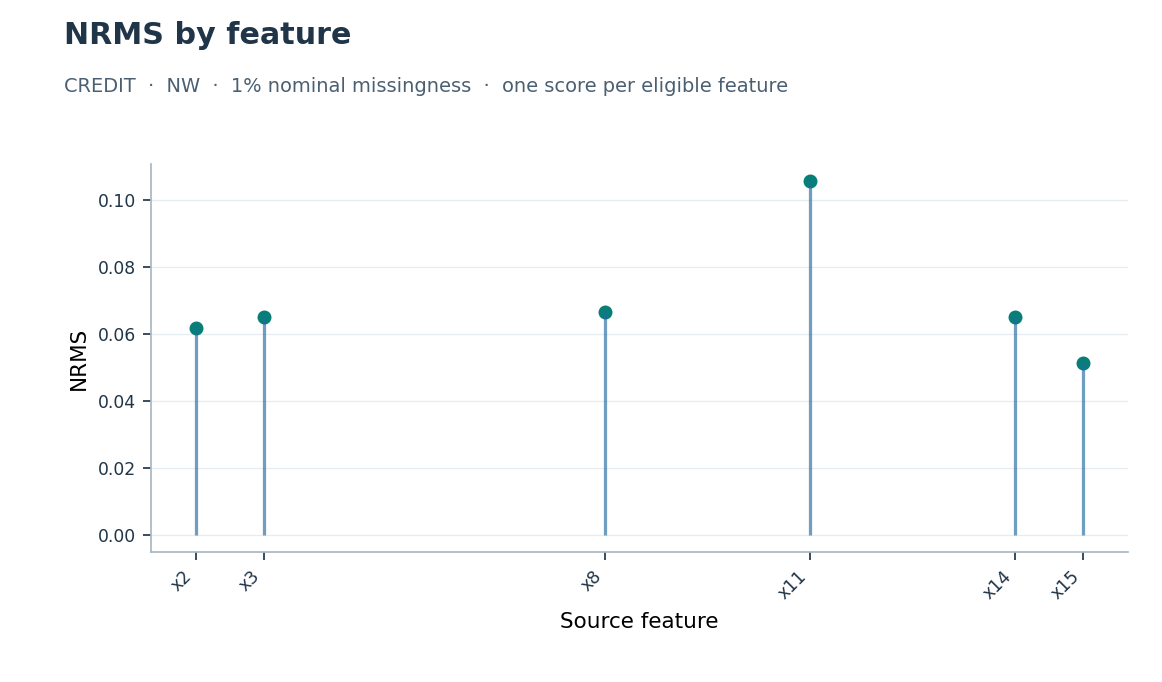 NRMS by feature
CREDIT · NW · 1% nominal missingness · one score per eligible feature
NRMS
0.10
0.08
0.06
0.04
0.02
0.00
x2 x3 x8 x11 x14 x15
Source feature